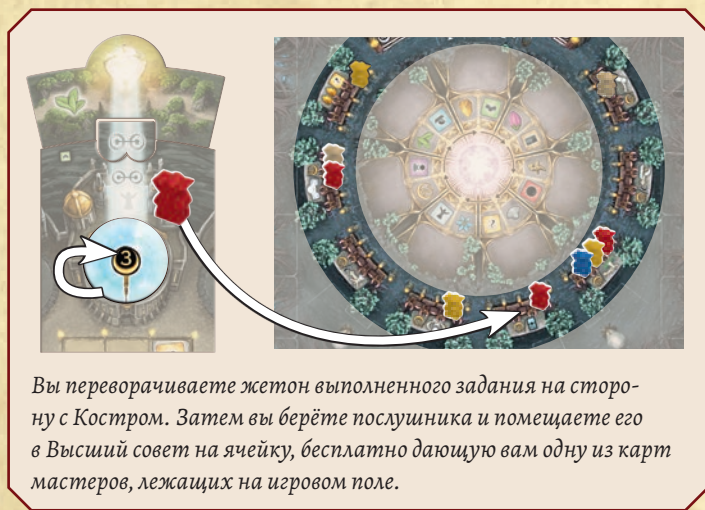 3
Вы переворачиваете жетон выполненного задания на сторо-
ну с Костром. Затем вы берёте послушника и помещаете его
в Высший совет на ячейку, бесплатно дающую вам одну из карт
мастеров, лежащих на игровом поле.